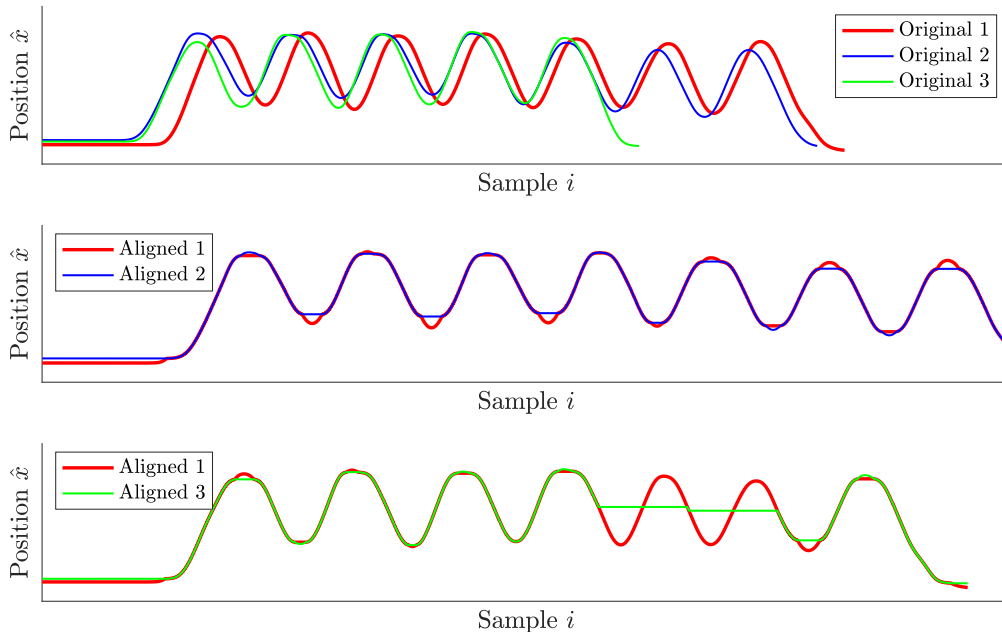 Position x̂
Original 1
Original 2
Original 3
Sample i
Position x̂
Aligned 1
Aligned 2
Sample i
Position x̂
Aligned 1
Aligned 3
Sample i